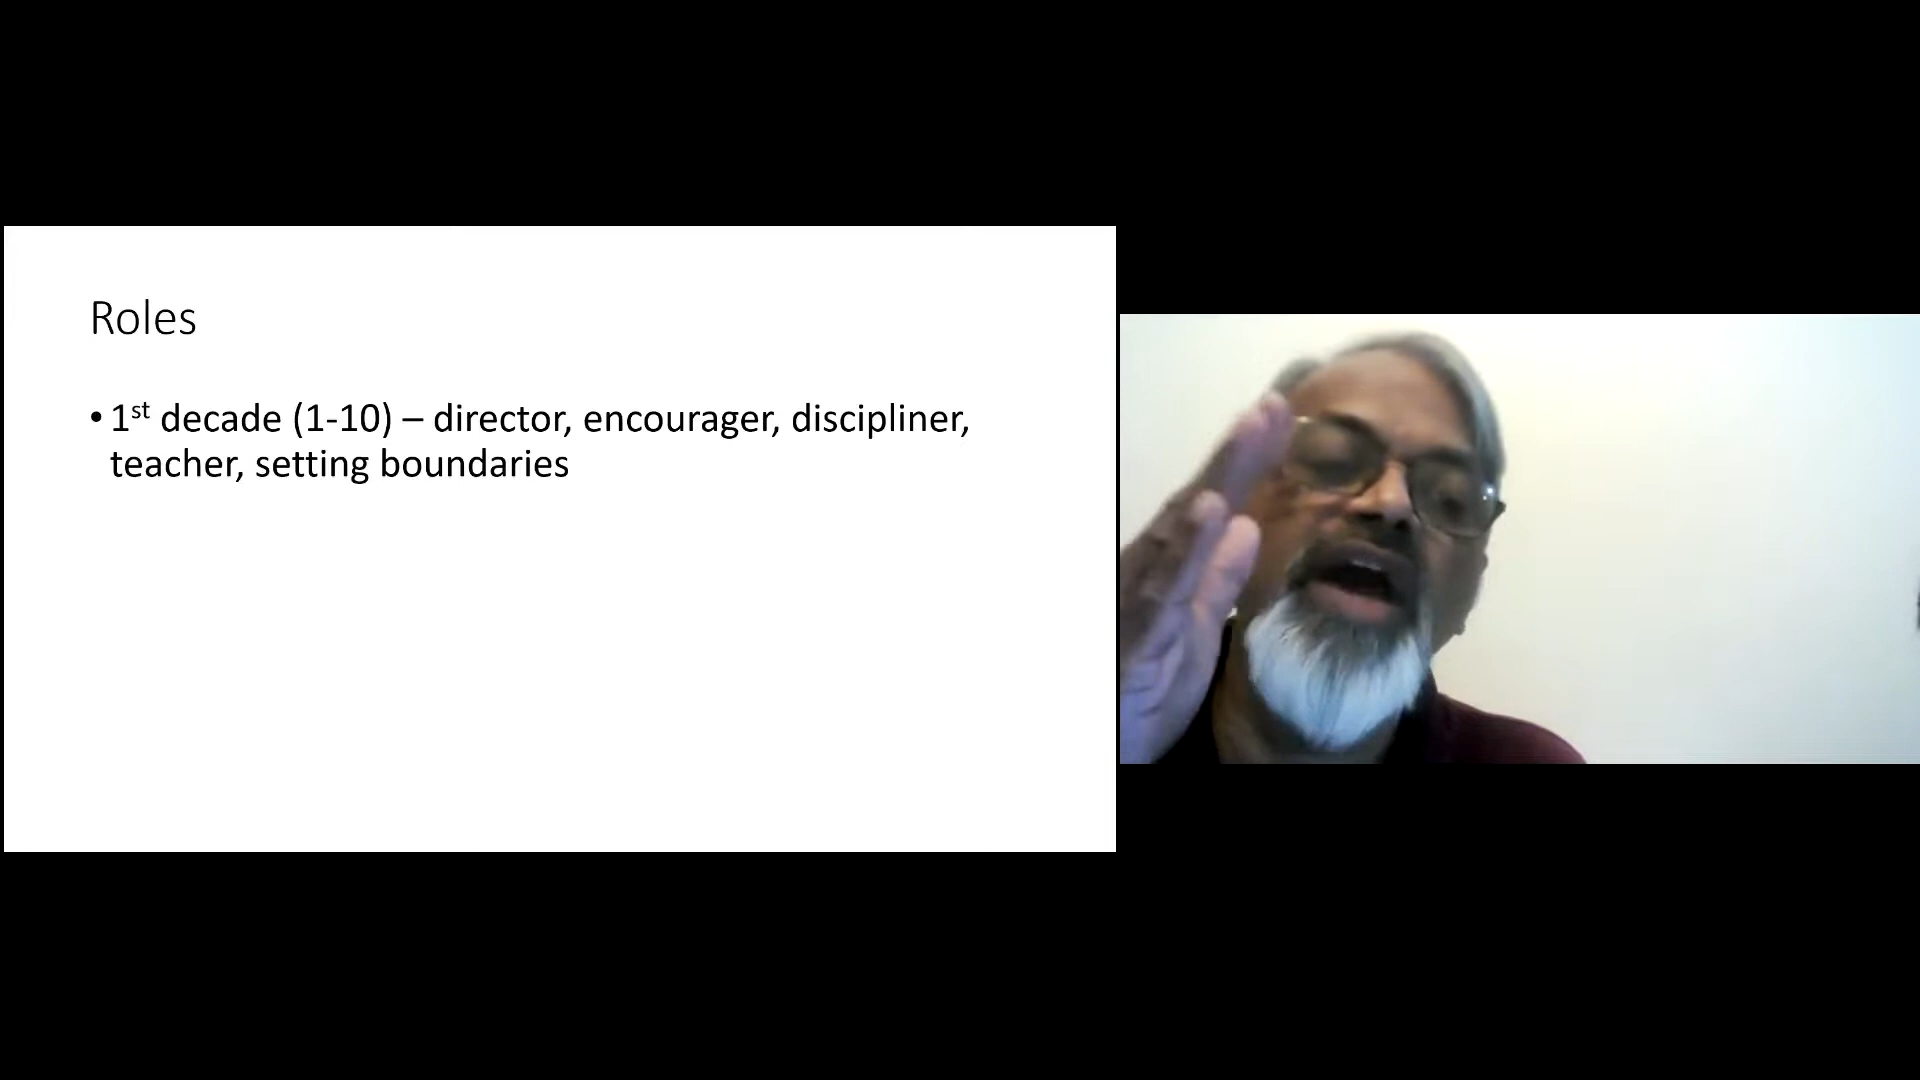 Roles
• 1st decade (1-10) – director, encourager, discipliner,
teacher, setting boundaries